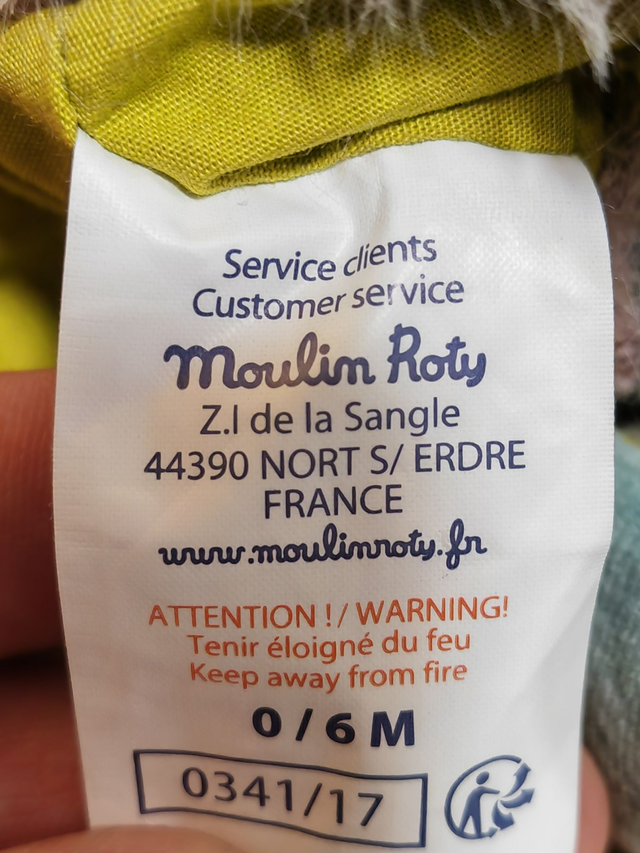 Service clients
Customer service
Moulin Roty
Z.I de la Sangle
44390 NORT S/ ERDRE
FRANCE
www.moulinroty.fr
ATTENTION !/ WARNING!
Tenir éloigné du feu
Keep away from fire
0/6M
0341/17